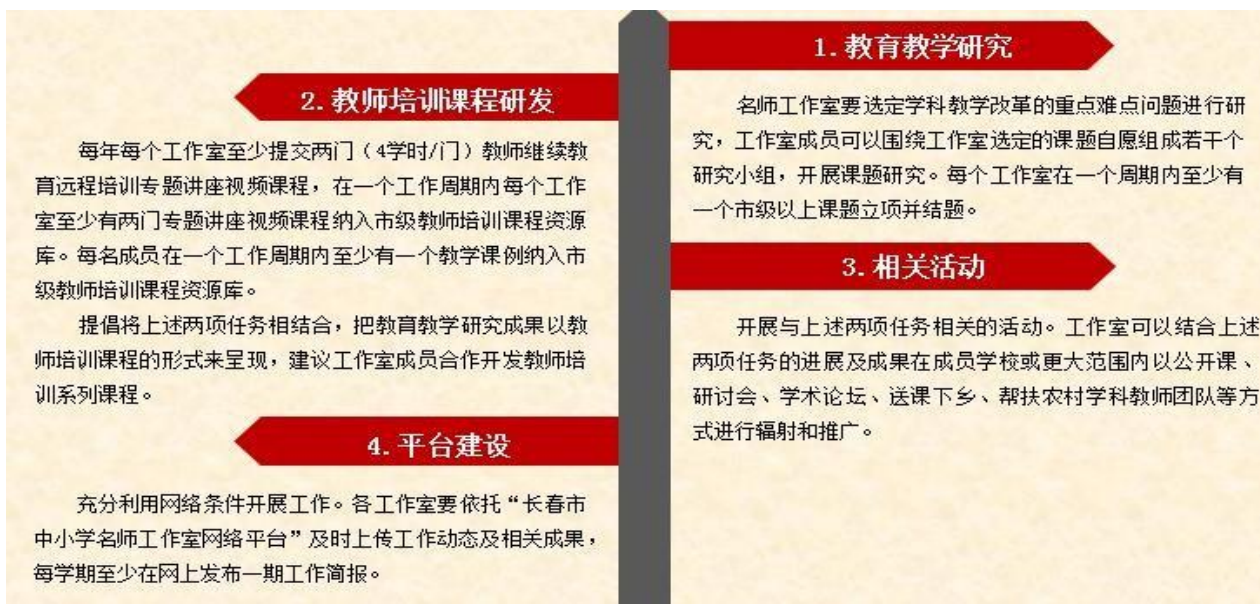 1.教育教学研究
名师工作室要选定学科教学改革的重点难点问题进行研
究，工作室成员可以围绕工作室选定的课题自愿组成若干个
研究小组，开展课题研究。每个工作室在一个周期内至少有
一个市级以上课题立项并结题。
2.教师培训课程研发
每年每个工作室至少提交两门（4学时/门）教师继续教
育远程培训专题讲座视频课程，在一个工作周期内每个工作
室至少有两门专题讲座视频课程纳入市级教师培训课程资源
库。每名成员在一个工作周期内至少有一个教学课例纳入市
级教师培训课程资源库。
提倡将上述两项任务相结合，把教育教学研究成果以教
师培训课程的形式来呈现，建议工作室成员合作开发教师培
训系列课程。
3.相关活动
开展与上述两项任务相关的活动。工作室可以结合上述
两项任务的进展及成果在成员学校或更大范围内以公开课、
研讨会、学术论坛、送课下乡、帮扶农村学科教师团队等方
式进行辐射和推广。
4.平台建设
充分利用网络条件开展工作。各工作室要依托“长春市
中小学名师工作室网络平台”及时上传工作动态及相关成果，
每学期至少在网上发布一期工作简报。